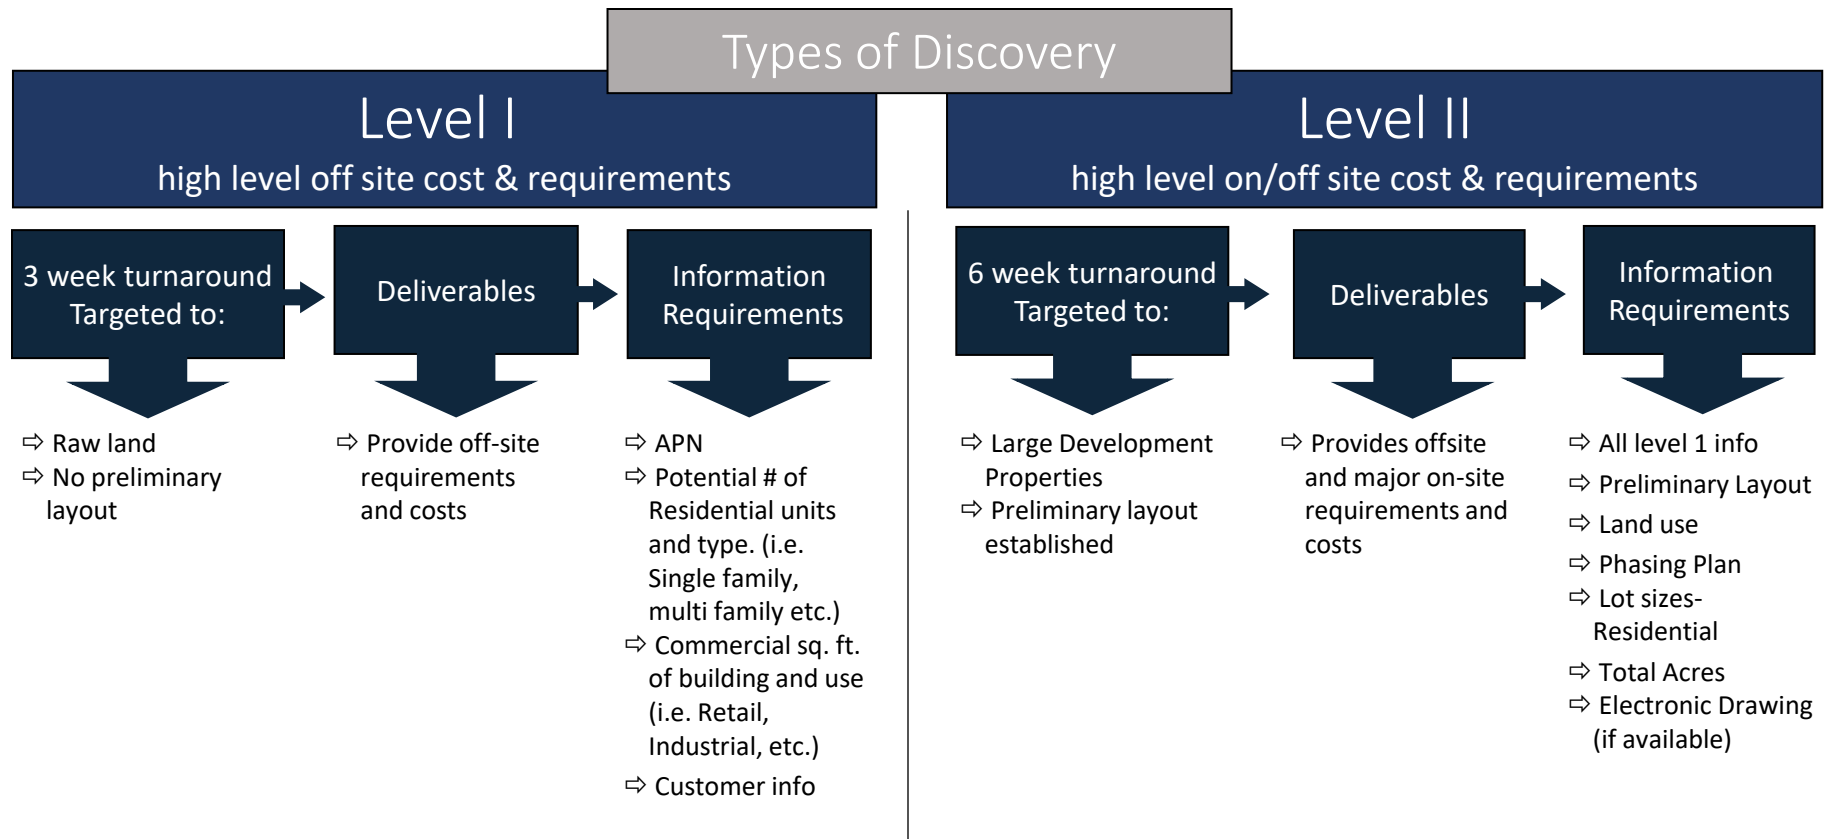 Types of Discovery
Level I
high level off site cost & requirements
3 week turnaround
Targeted to:
Deliverables
Information
Requirements
⇨ Raw land
⇨ No preliminary
layout
⇨ Provide off-site
requirements
and costs
⇨ APN
⇨ Potential # of
Residential units
and type. (i.e.
Single family,
multi family etc.)
⇨ Commercial sq. ft.
of building and use
(i.e. Retail,
Industrial, etc.)
⇨ Customer info
Level II
high level on/off site cost & requirements
6 week turnaround
Targeted to:
Deliverables
Information
Requirements
⇨ Large Development
Properties
⇨ Preliminary layout
established
⇨ Provides offsite
and major on-site
requirements and
costs
⇨ All level 1 info
⇨ Preliminary Layout
⇨ Land use
⇨ Phasing Plan
⇨ Lot sizes-
Residential
⇨ Total Acres
⇨ Electronic Drawing
(if available)